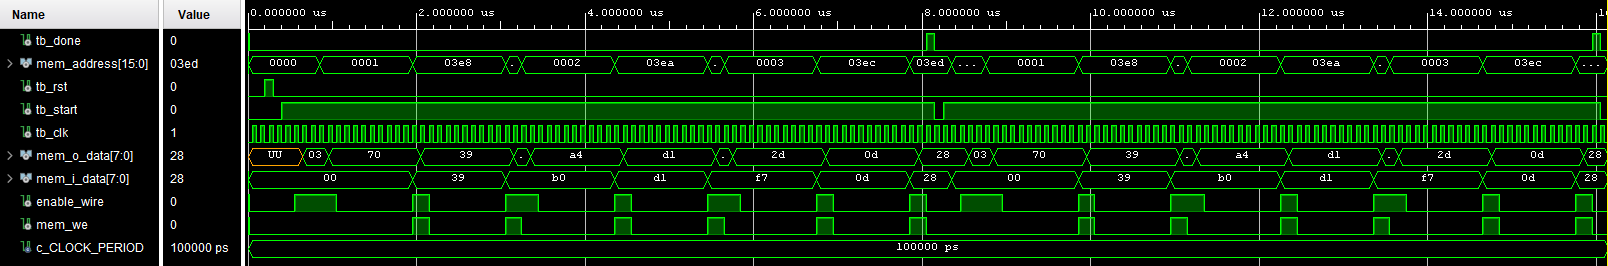 Name Value 0.000000 us 2.000000 us 4.000000 us 6.000000 us 8.000000 us 10.000000 us 12.000000 us 14.000000 us 16
tb_done 0
mem_address[15:0] 03ed 0000 0001 03e8 . 0002 03ea . 0003 03ec 03ed ... 0001 03e8 . 0002 03ea . 0003 03ec ...
tb_rst 0
tb_start 0
tb_clk 1
mem_o_data[7:0] 28 UU 03 70 39 . a4 d1 . 2d 0d 28 03 70 39 . a4 d1 . 2d 0d 28
mem_i_data[7:0] 28 00 39 b0 d1 f7 0d 28 00 39 b0 d1 f7 0d 28
enable_wire 0
mem_we 0
c_CLOCK_PERIOD 100000 ps 100000 ps